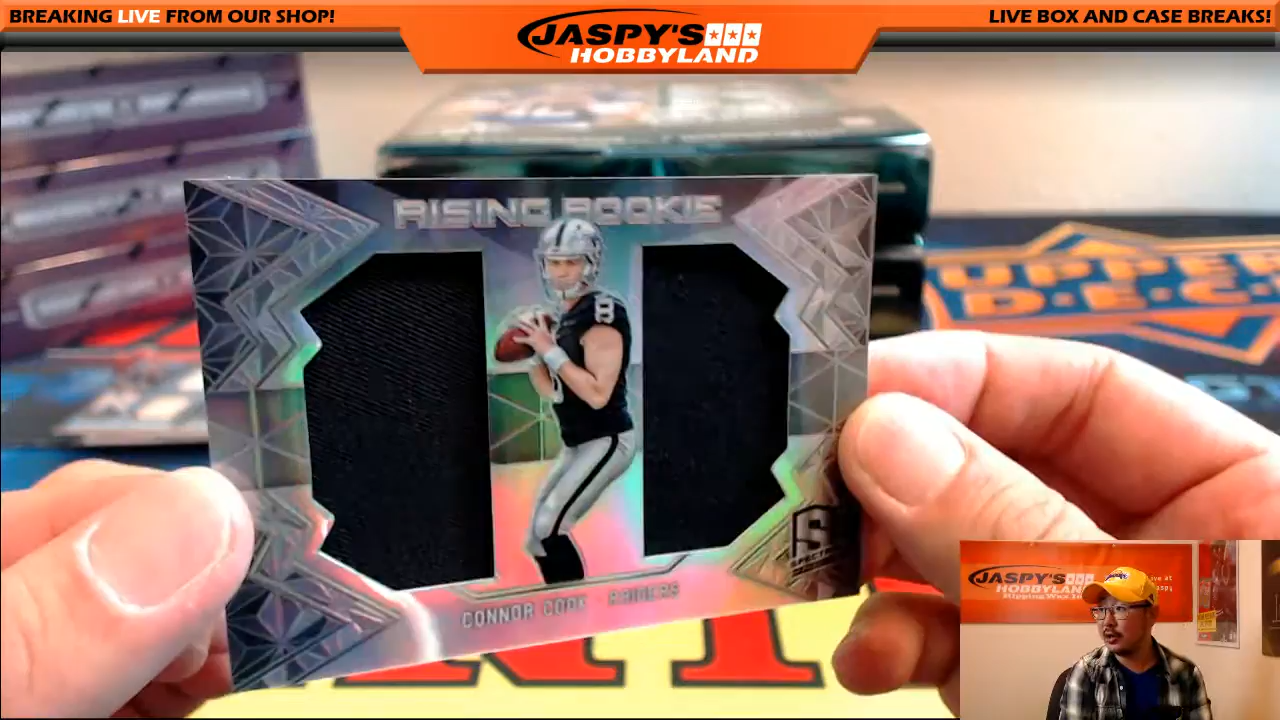 BREAKING LIVE FROM OUR SHOP!
JASPY'S
HOBBYLAND
LIVE BOX AND CASE BREAKS!
RISING ROOKIE
8
UPPER
CONNOR COOK RAIDERS
S
JASPY'S
HOBBYLAND